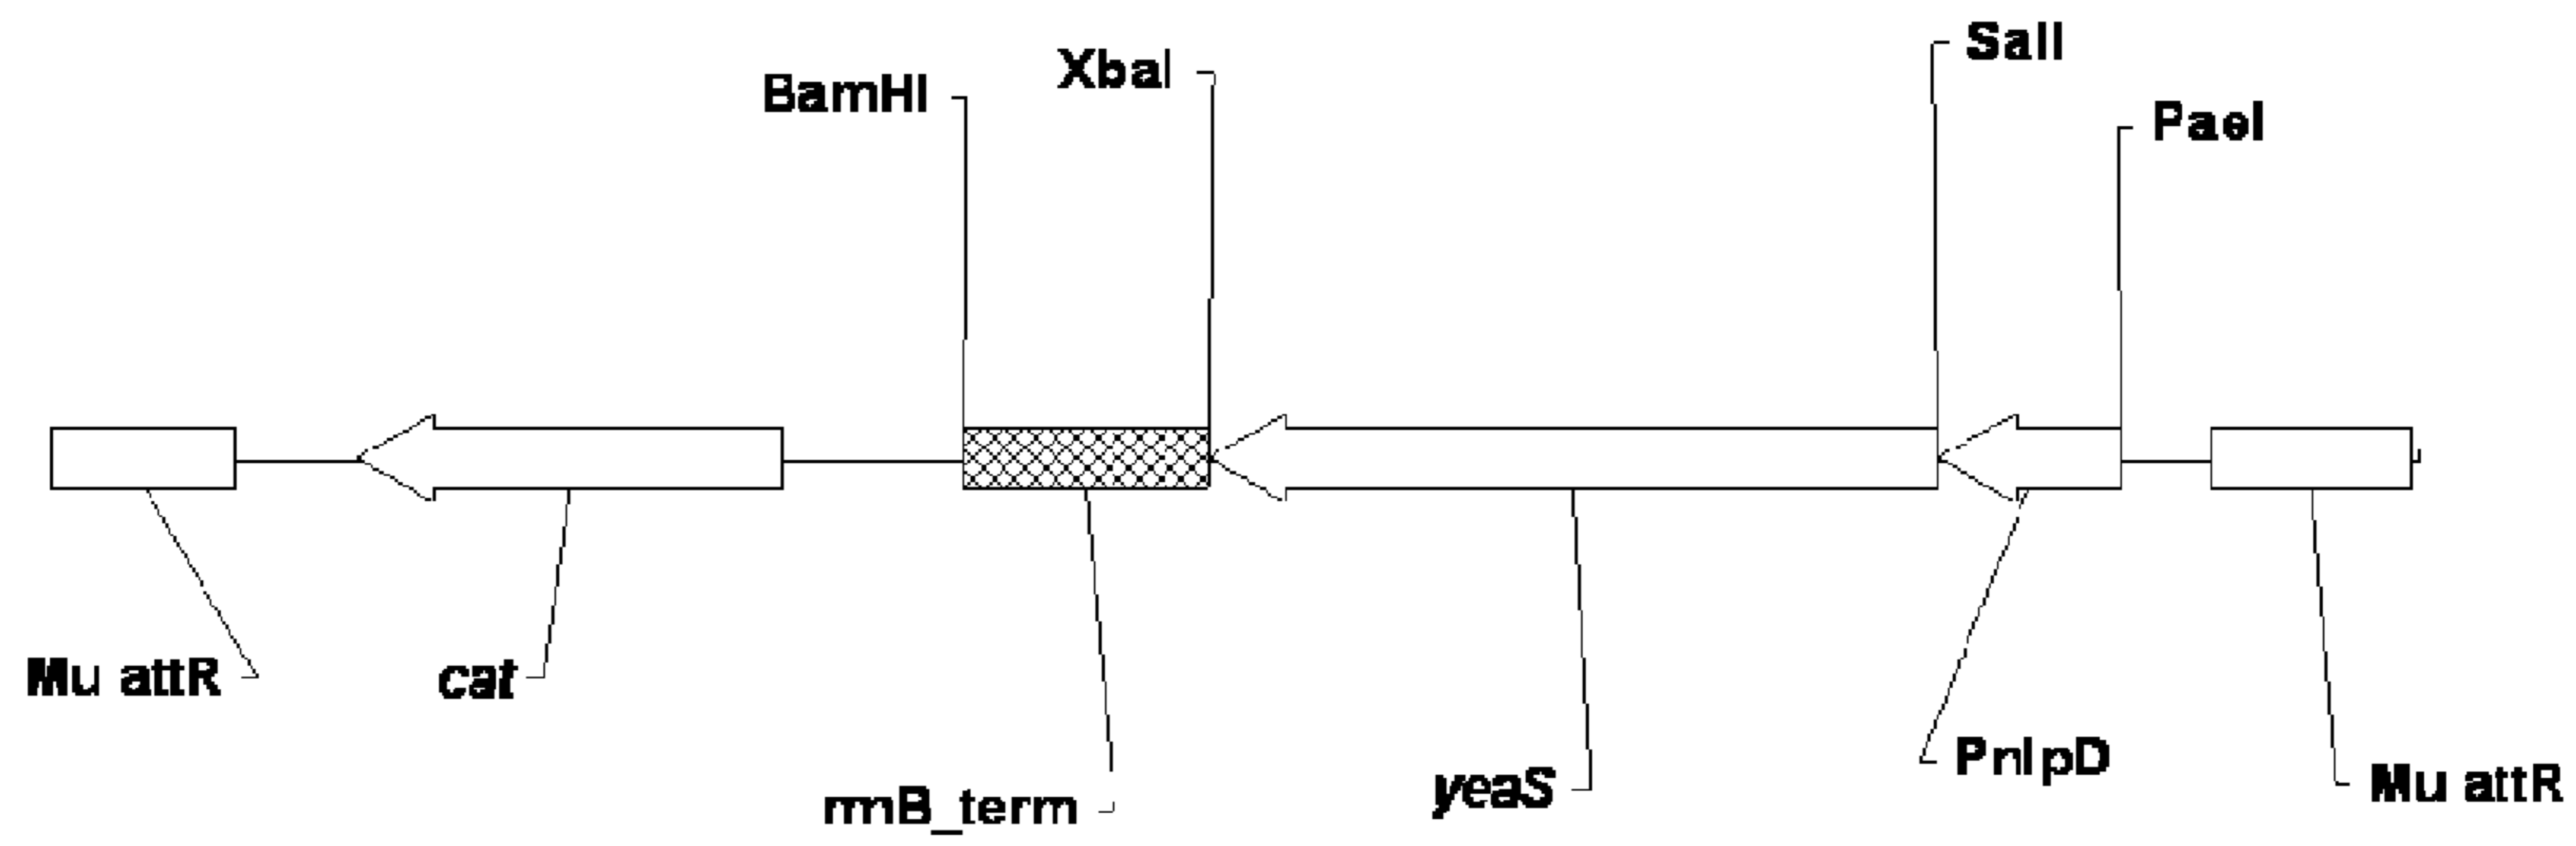 SalI
XbaI
BamHI
PaeI
Mu attR
cat
rrnB_term
yeaS
PnlpD
Mu attR